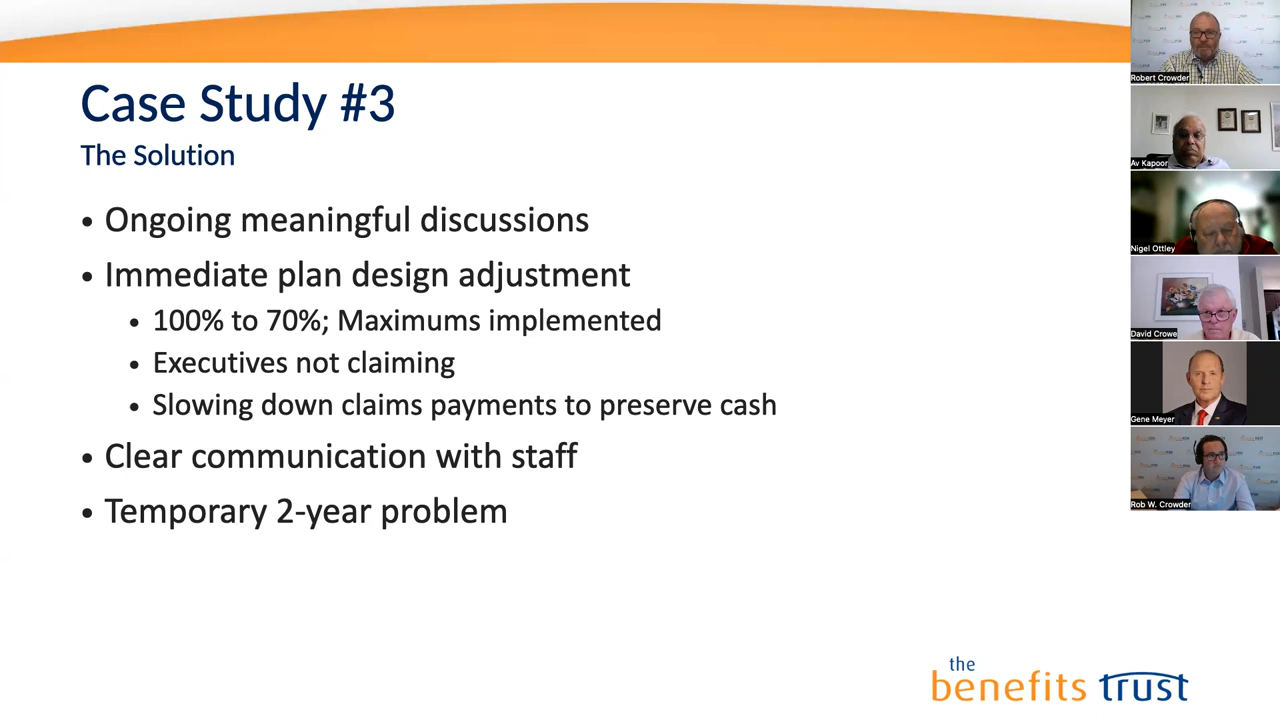 Case Study #3
The Solution
• Ongoing meaningful discussions
• Immediate plan design adjustment
• 100% to 70%; Maximums implemented
• Executives not claiming
• Slowing down claims payments to preserve cash
• Clear communication with staff
• Temporary 2-year problem
the
benefits trust
Robert Crowder
Av Kapoor
Nigel Ottley
David Crowe
Gene Meyer
Rob W. Crowder